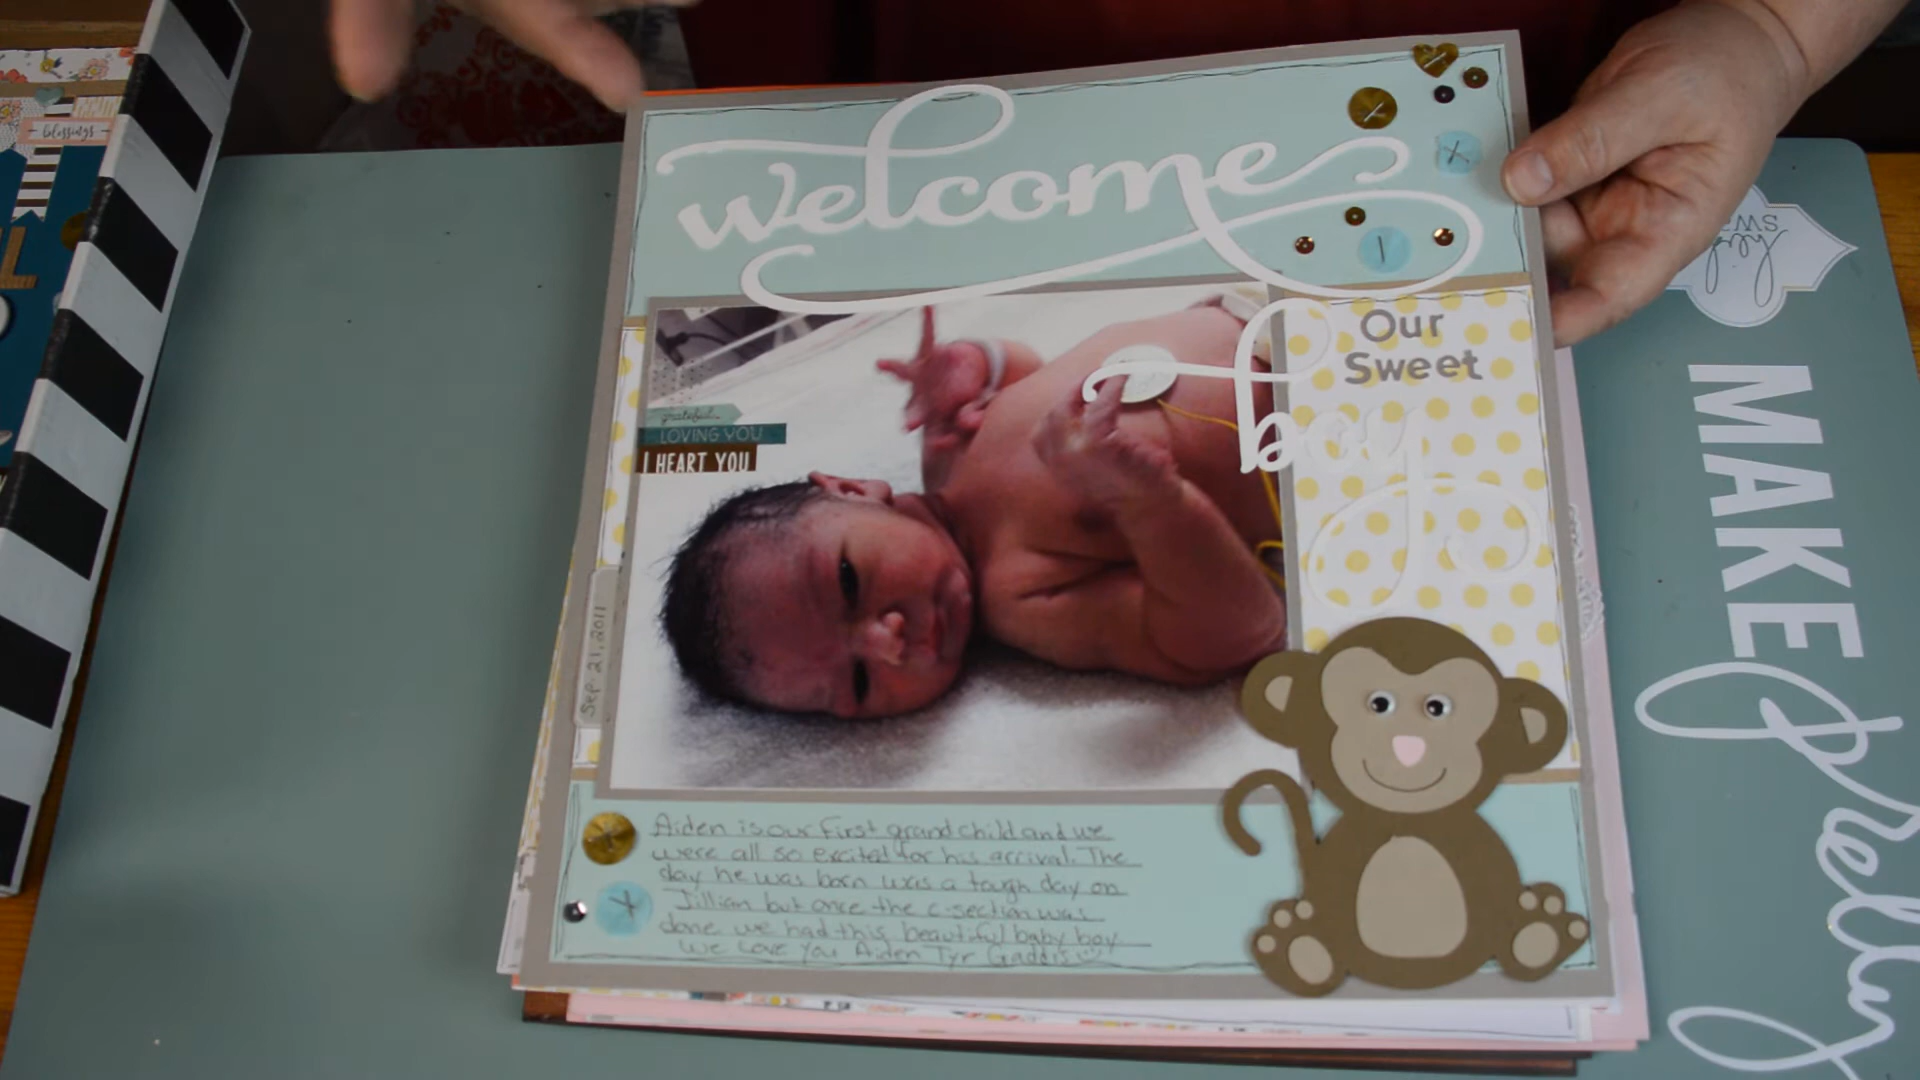 blessings
welcome
Our
Sweet
boy
grateful
LOVING YOU
I HEART YOU
Sep 21, 2011
Aiden is our first grandchild and we
were all so excited for his arrival. The
day he was born was a tough day on
Jillian but once the c-section was
done we had this beautiful baby boy
We Love You Aiden Tyr Gaddis
MAKE
Pretty